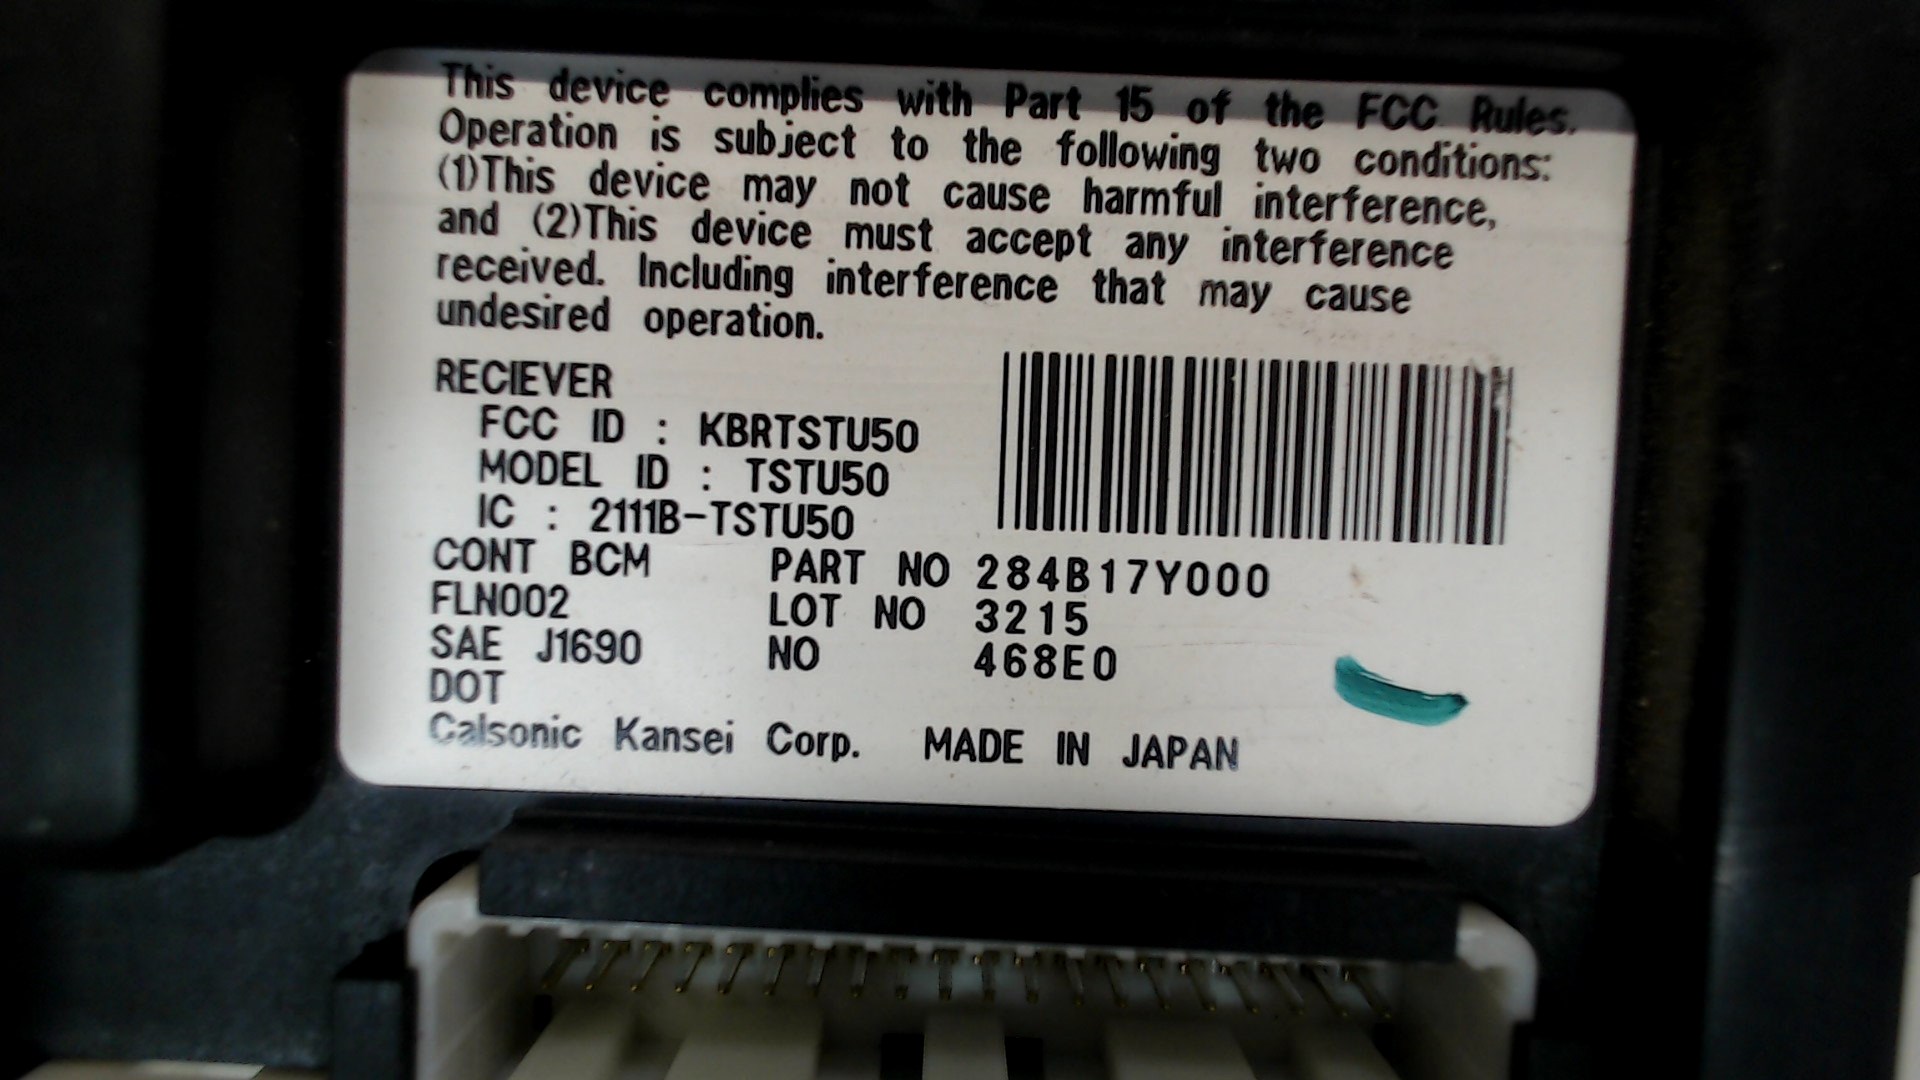 This device complies with Part 15 of the FCC Rules.
Operation is subject to the following two conditions:
(1)This device may not cause harmful interference,
and (2)This device must accept any interference
received. Including interference that may cause
undesired operation.
RECIEVER
FCC ID : KBRTSTU50
MODEL ID : TSTU50
IC : 2111B-TSTU50
CONT BCM PART NO 284B17Y000
FLN002 LOT NO 3215
SAE J1690 NO 468E0
DOT
Calsonic Kansei Corp. MADE IN JAPAN